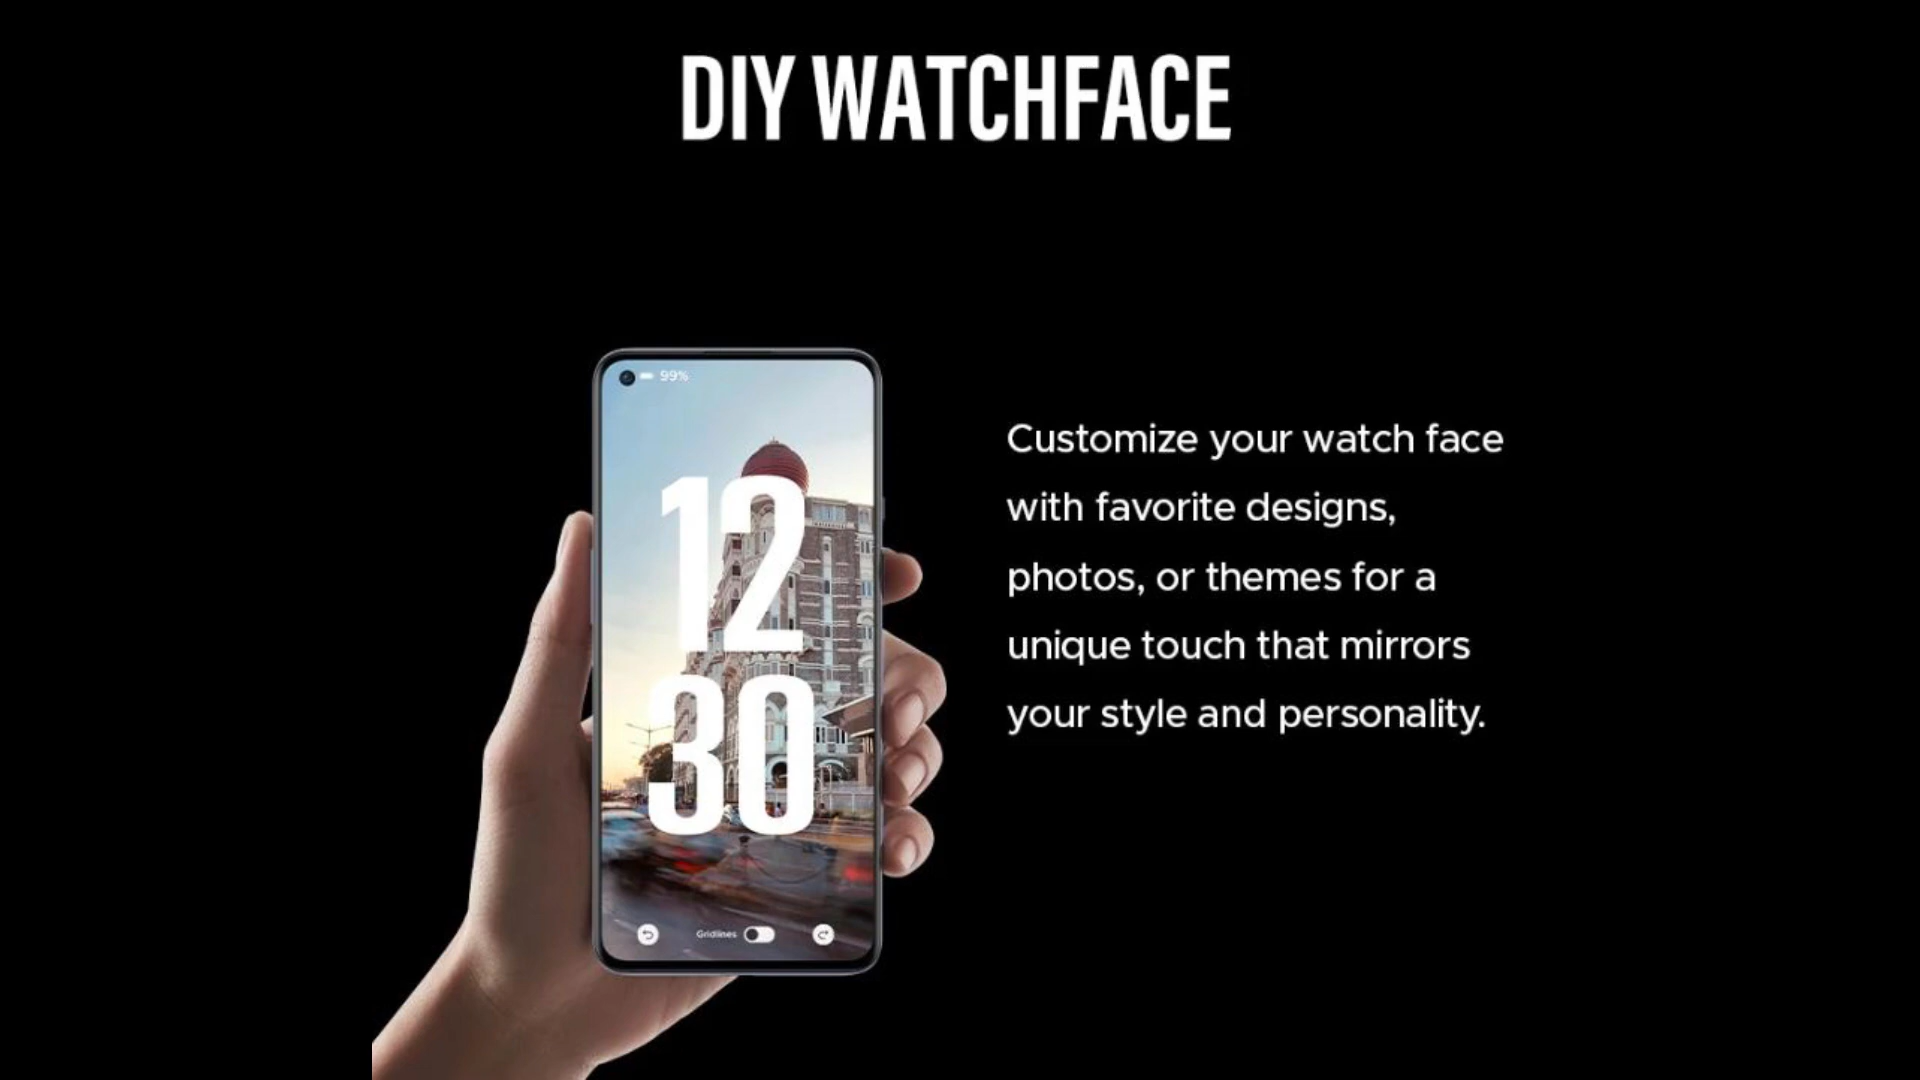 DIY WATCHFACE
99%
12
30
Gridlines
Customize your watch face
with favorite designs,
photos, or themes for a
unique touch that mirrors
your style and personality.